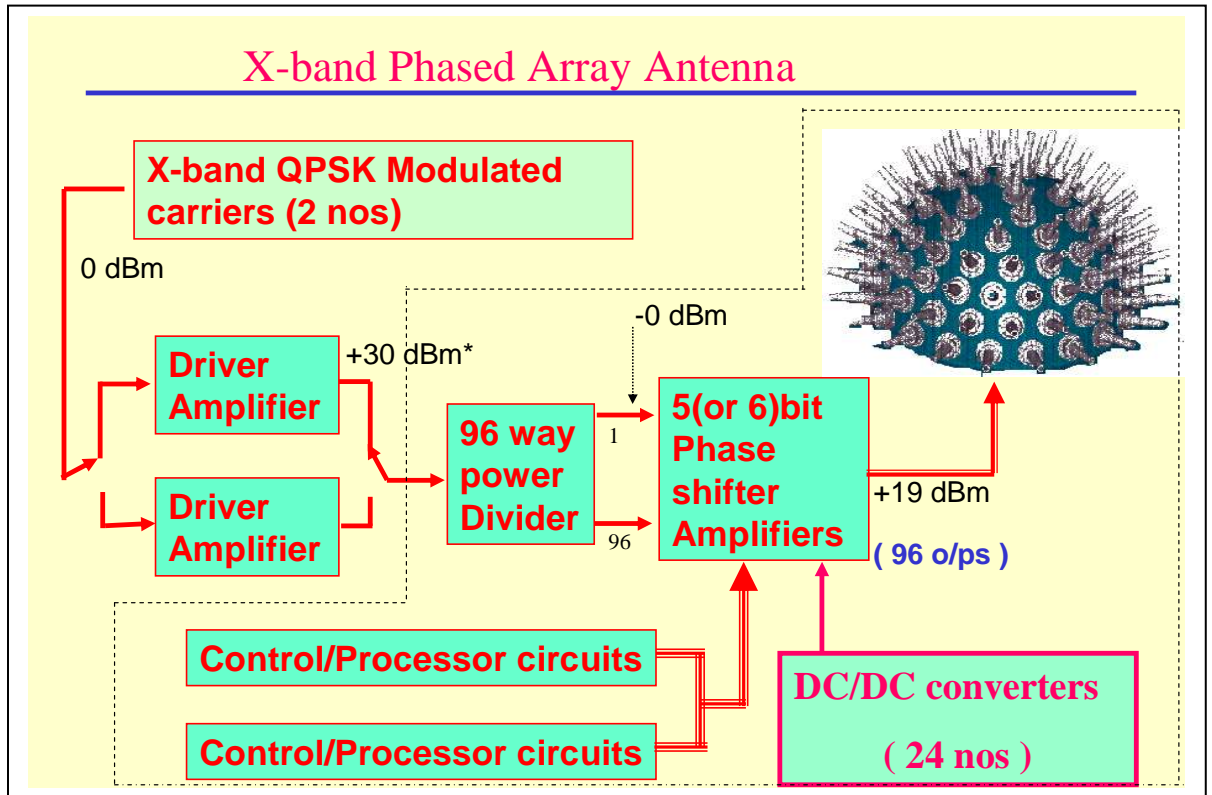 X-band Phased Array Antenna
X-band QPSK Modulated
carriers (2 nos)
0 dBm
-0 dBm
Driver
Amplifier
+30 dBm*
96 way
power
Divider
1
96
5(or 6)bit
Phase
shifter
Amplifiers
+19 dBm
( 96 o/ps )
Driver
Amplifier
Control/Processor circuits
Control/Processor circuits
DC/DC converters
( 24 nos )